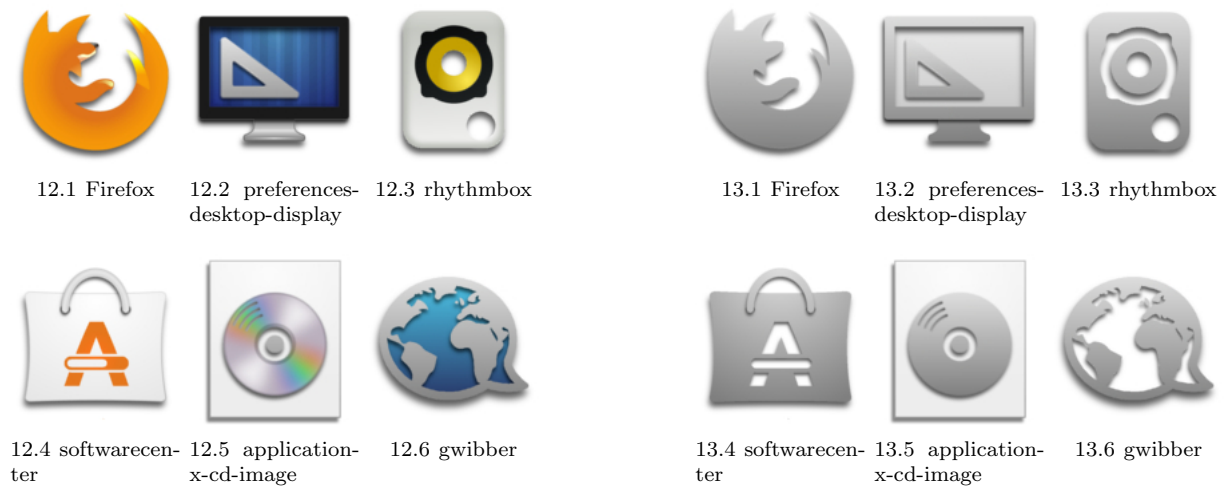 12.1 Firefox
12.2 preferences-
desktop-display
12.3 rhythmbox
13.1 Firefox
13.2 preferences-
desktop-display
13.3 rhythmbox
12.4 softwarecen-
ter
12.5 application-
x-cd-image
12.6 gwibber
13.4 softwarecen-
ter
13.5 application-
x-cd-image
13.6 gwibber